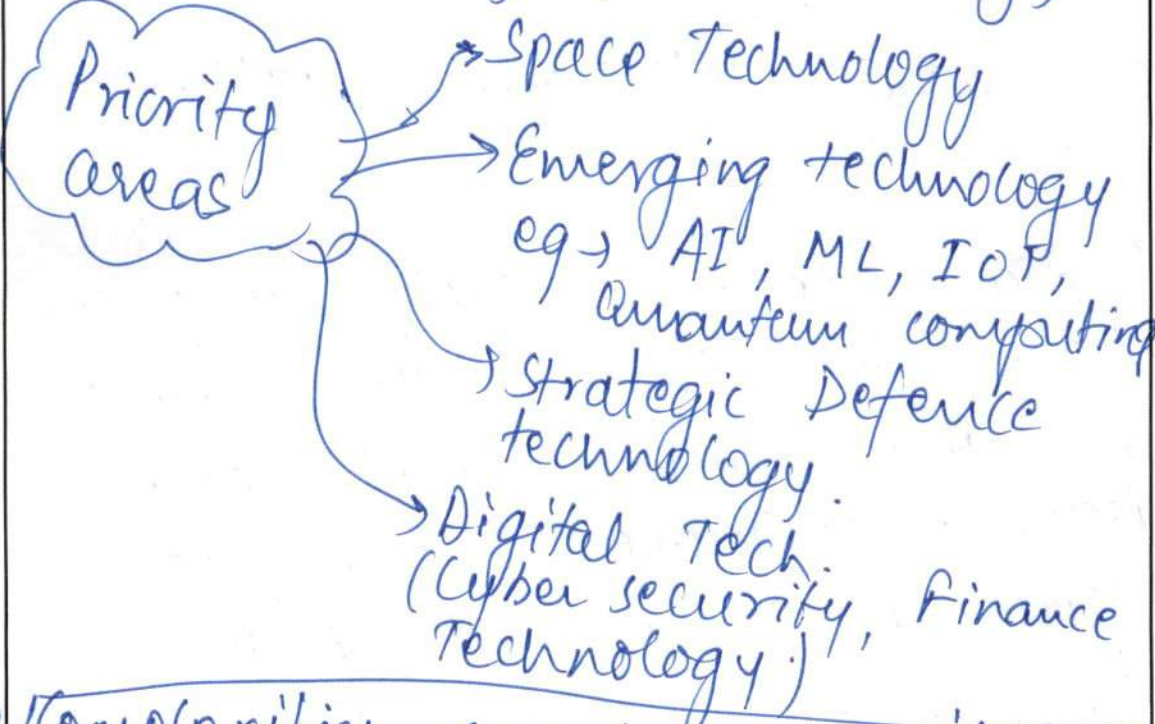 Priority
areas
Space Technology
Emerging technology
eg → AI, ML, IOT,
Quantum computing
Strategic Defence
technology.
Digital Tech.
(Cyber security, Finance
Technology.)